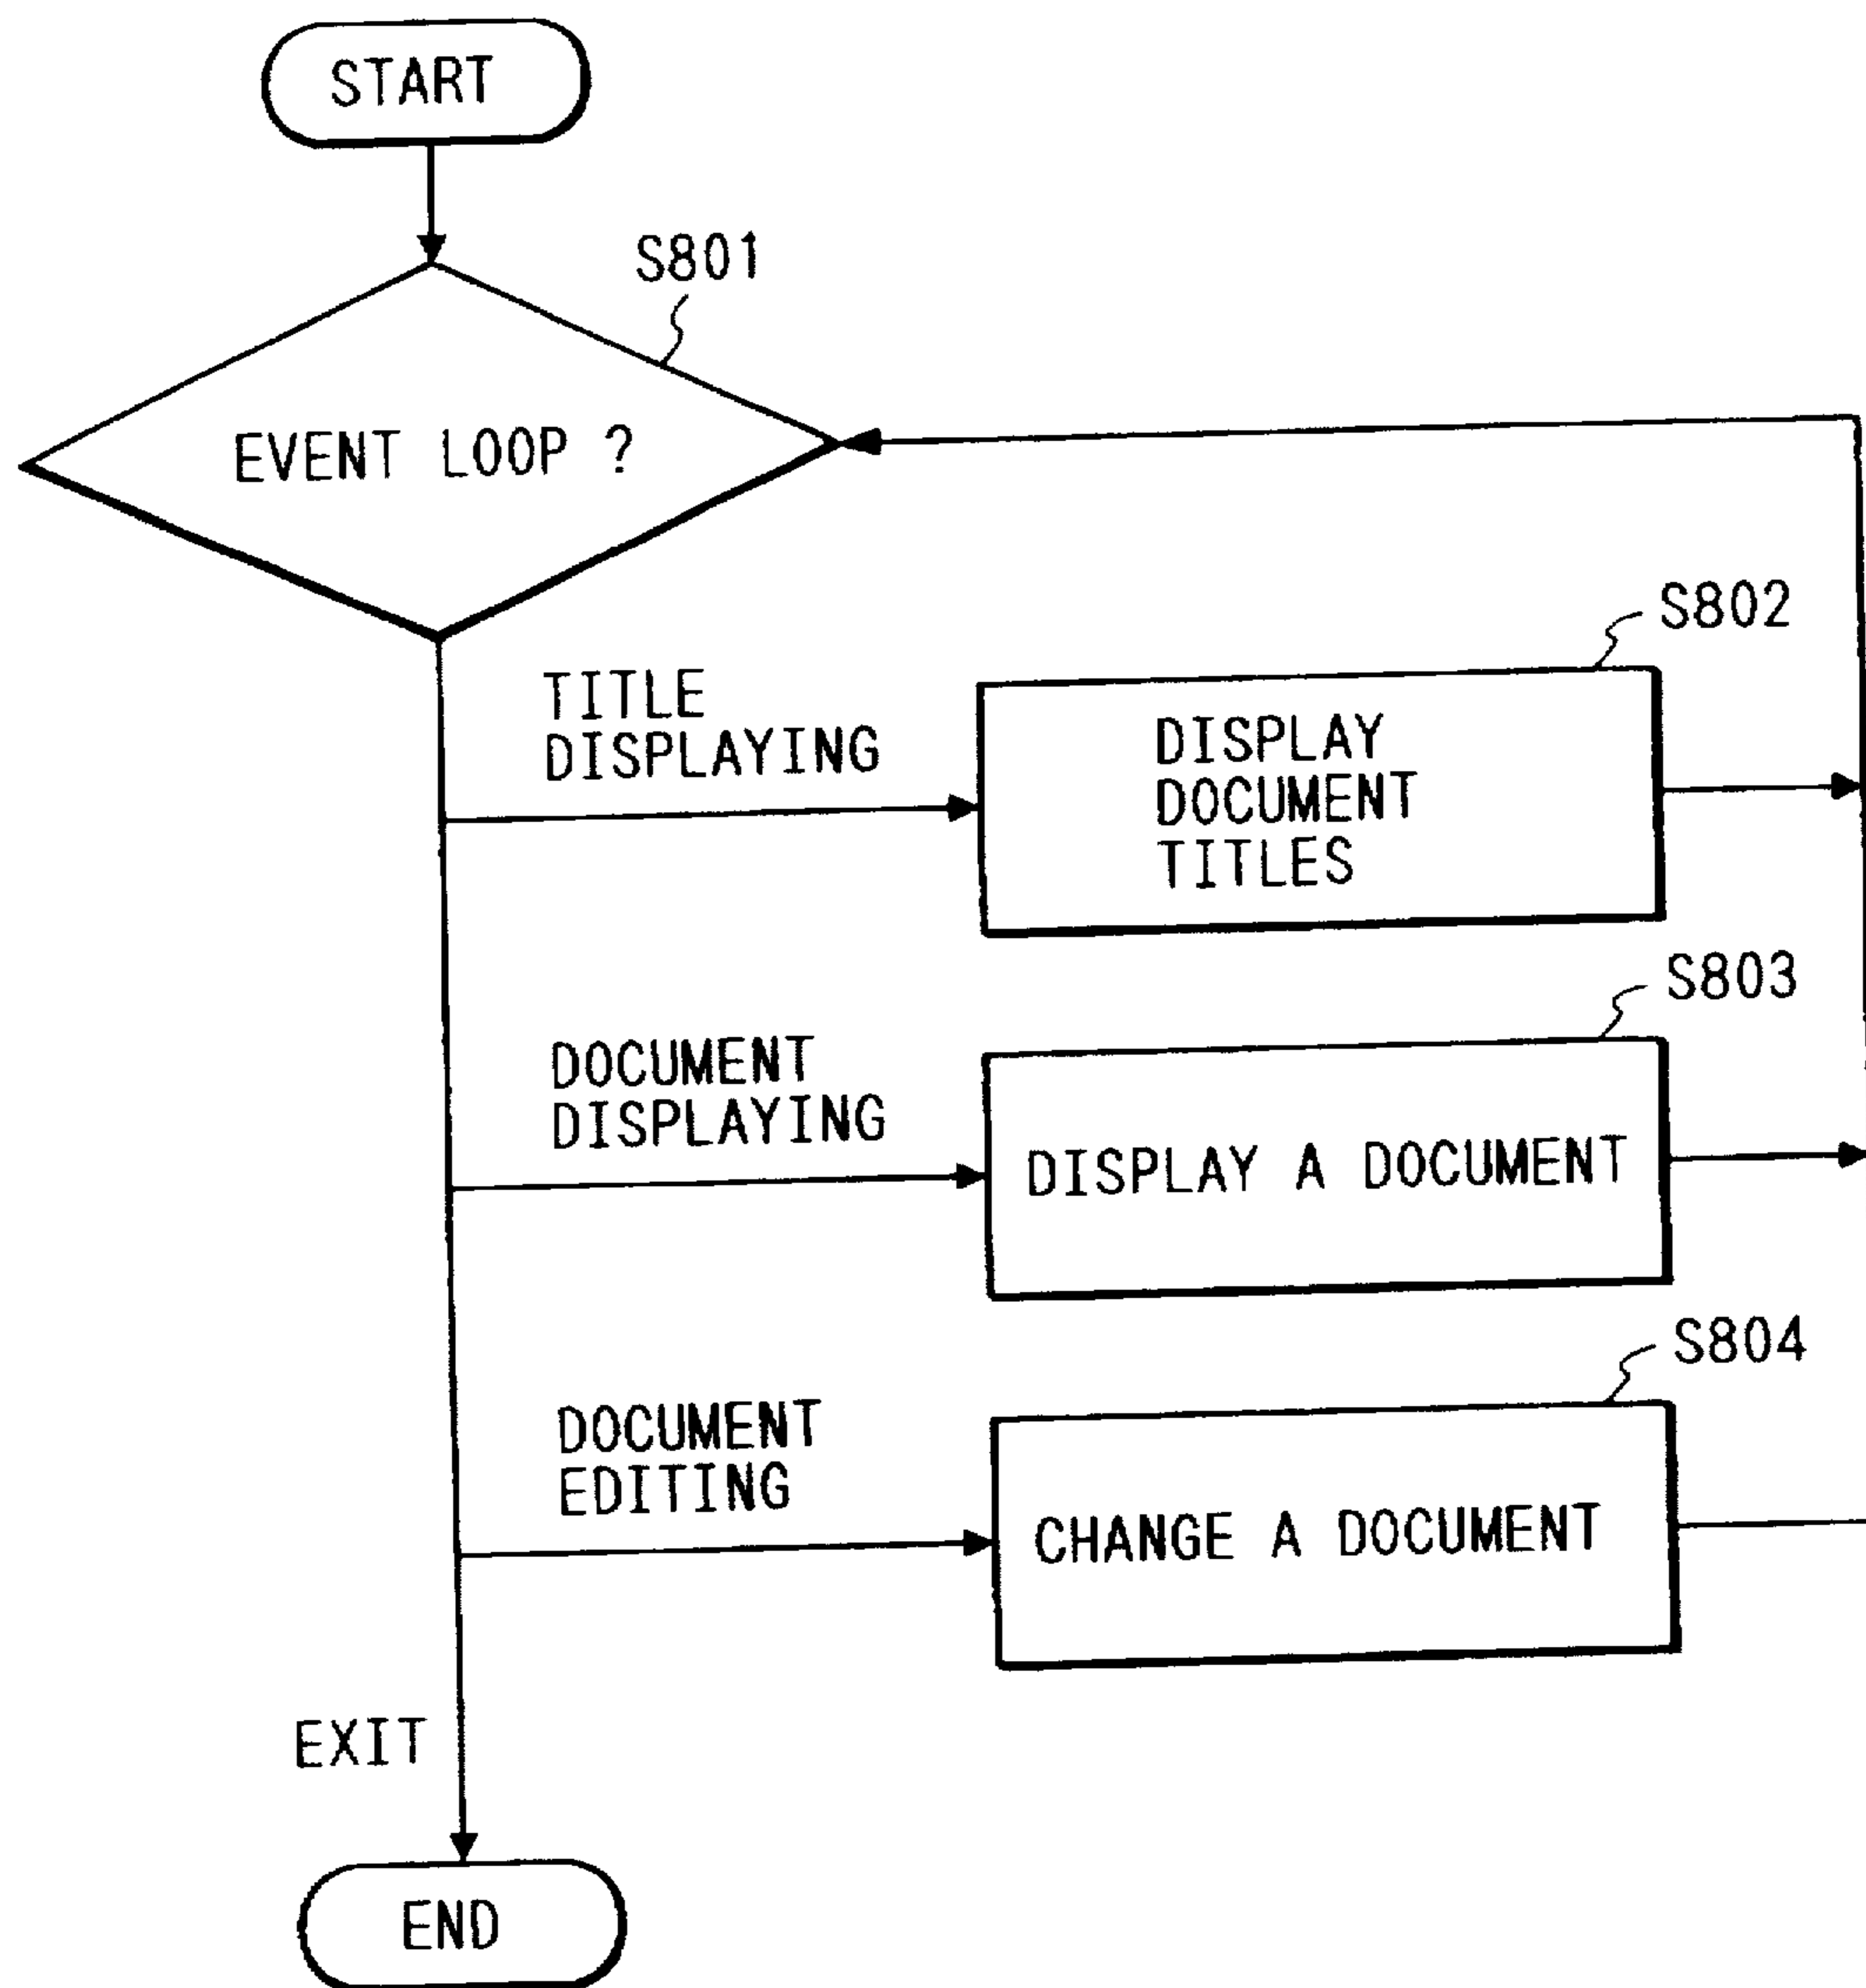 START
S801
EVENT LOOP ?
S802
TITLE
DISPLAYING
DISPLAY
DOCUMENT
TITLES
S803
DOCUMENT
DISPLAYING
DISPLAY A DOCUMENT
S804
DOCUMENT
EDITING
CHANGE A DOCUMENT
EXIT
END